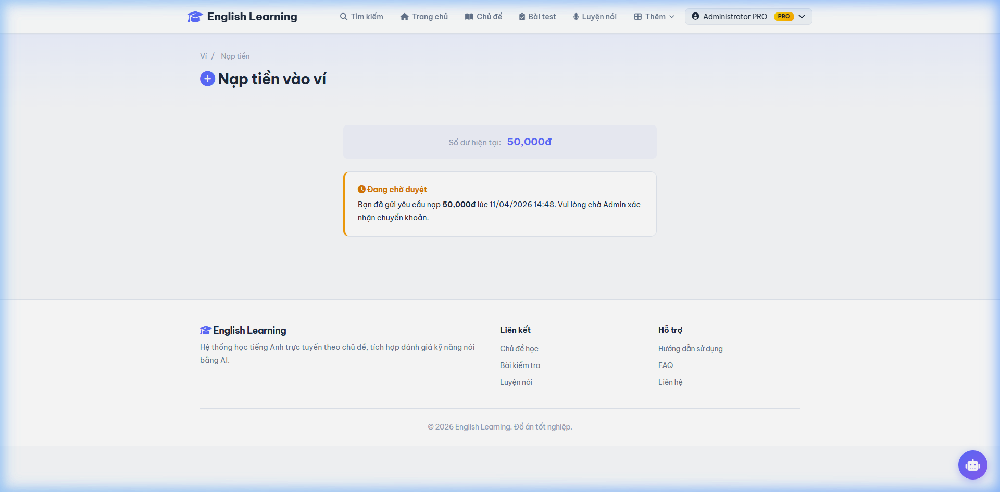 English Learning
Tìm kiếm
Trang chủ
Chủ đề
Bài test
Luyện nói
Thêm
Administrator PRO PRO
Ví / Nạp tiền
Nạp tiền vào ví
Số dư hiện tại: 50,000đ
Đang chờ duyệt
Bạn đã gửi yêu cầu nạp 50,000đ lúc 11/04/2026 14:48. Vui lòng chờ Admin xác
nhận chuyển khoản.
English Learning
Hệ thống học tiếng Anh trực tuyến theo chủ đề, tích hợp đánh giá kỹ năng nói
bằng AI.
Liên kết
Chủ đề học
Bài kiểm tra
Luyện nói
Hỗ trợ
Hướng dẫn sử dụng
FAQ
Liên hệ
© 2026 English Learning. Đồ án tốt nghiệp.